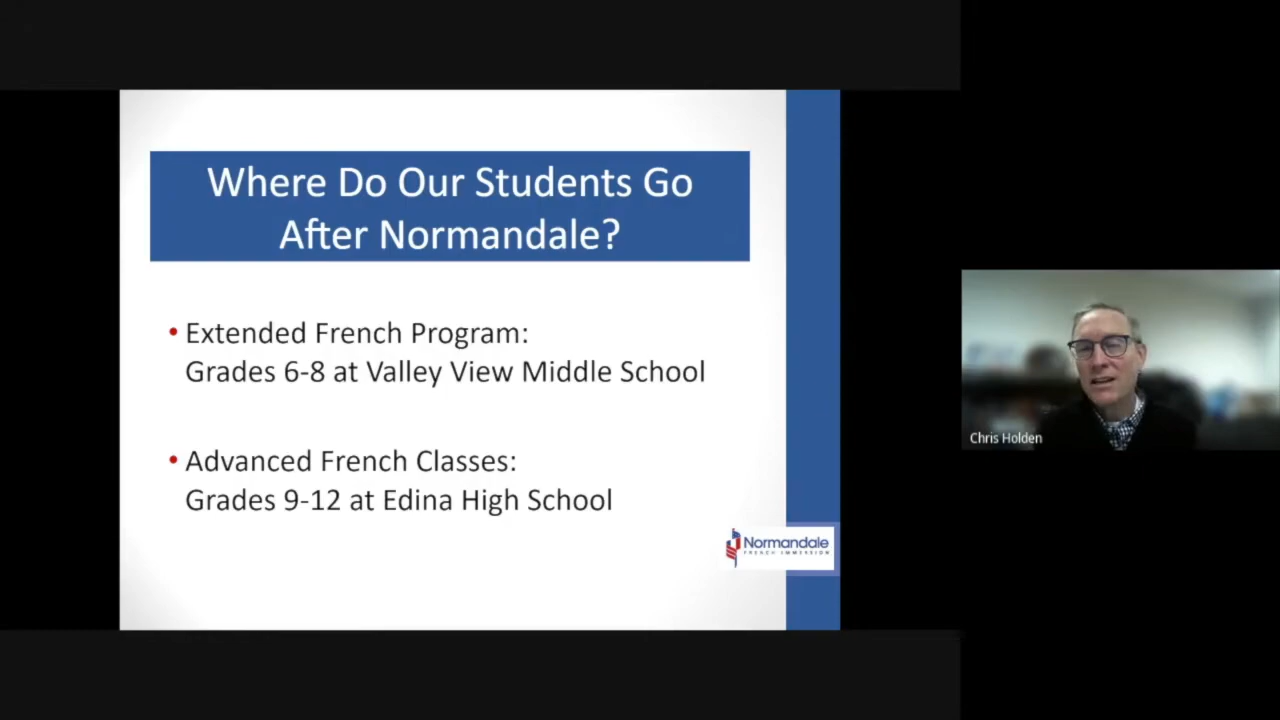 Where Do Our Students Go
After Normandale?
• Extended French Program:
Grades 6-8 at Valley View Middle School
• Advanced French Classes:
Grades 9-12 at Edina High School
Normandale
FRENCH IMMERSION
Chris Holden